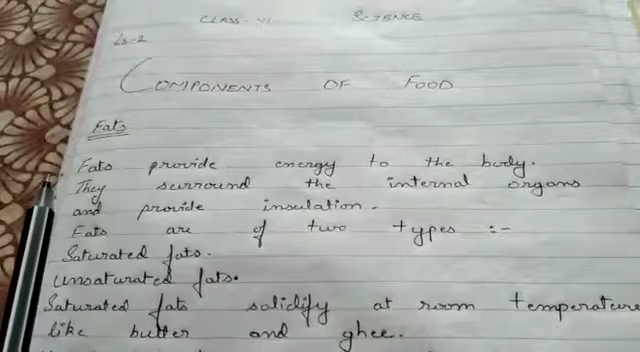 CLASS-VI SCIENCE
Ls-2
COMPONENTS OF FOOD
Fats
Fats provide energy to the body.
They surround the internal organs
and provide insulation.
Fats are of two types :-
Saturated fats.
Unsaturated fats.
Saturated fats solidify at room temperature
like butter and ghee.